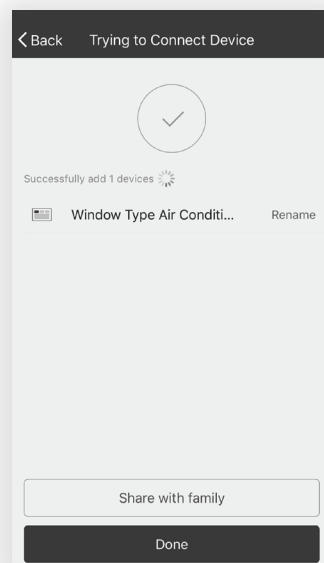 Back Trying to Connect Device
Successfully add 1 devices
Window Type Air Conditi... Rename
Share with family
Done